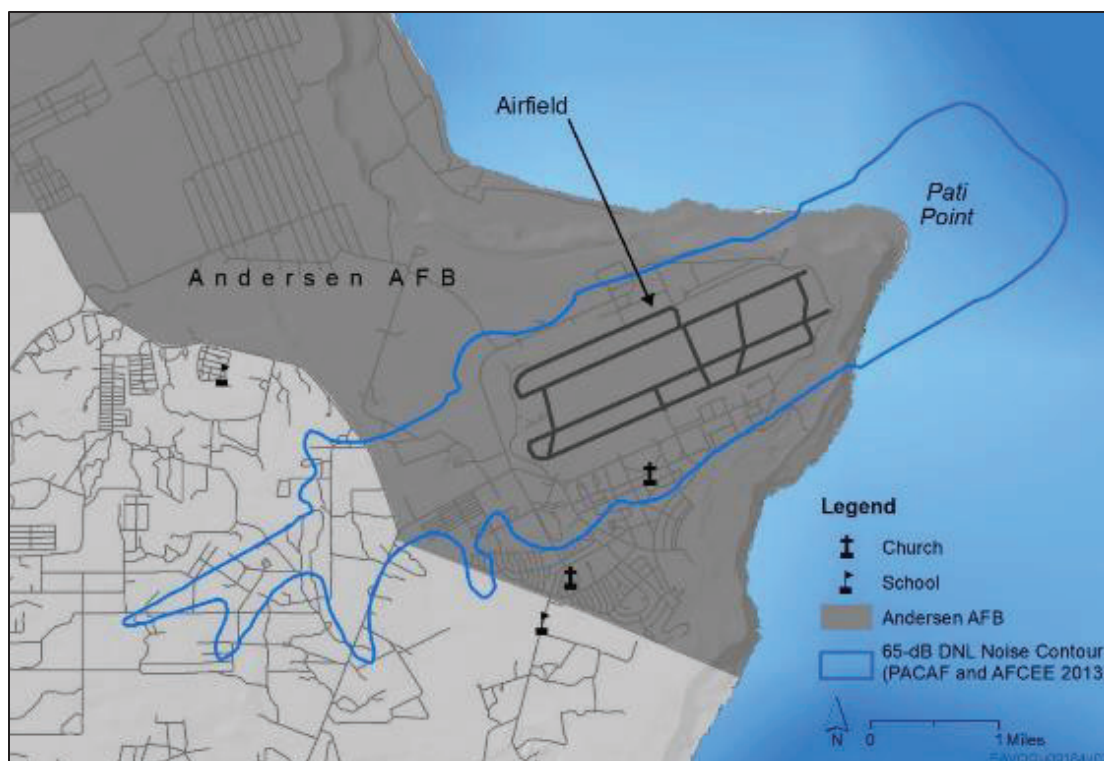 Airfield
Pati
Point
Andersen AFB
Legend
Church
School
Andersen AFB
65-dB DNL Noise Contour
(PACAF and AFCEE 2013
N
0
1 Miles